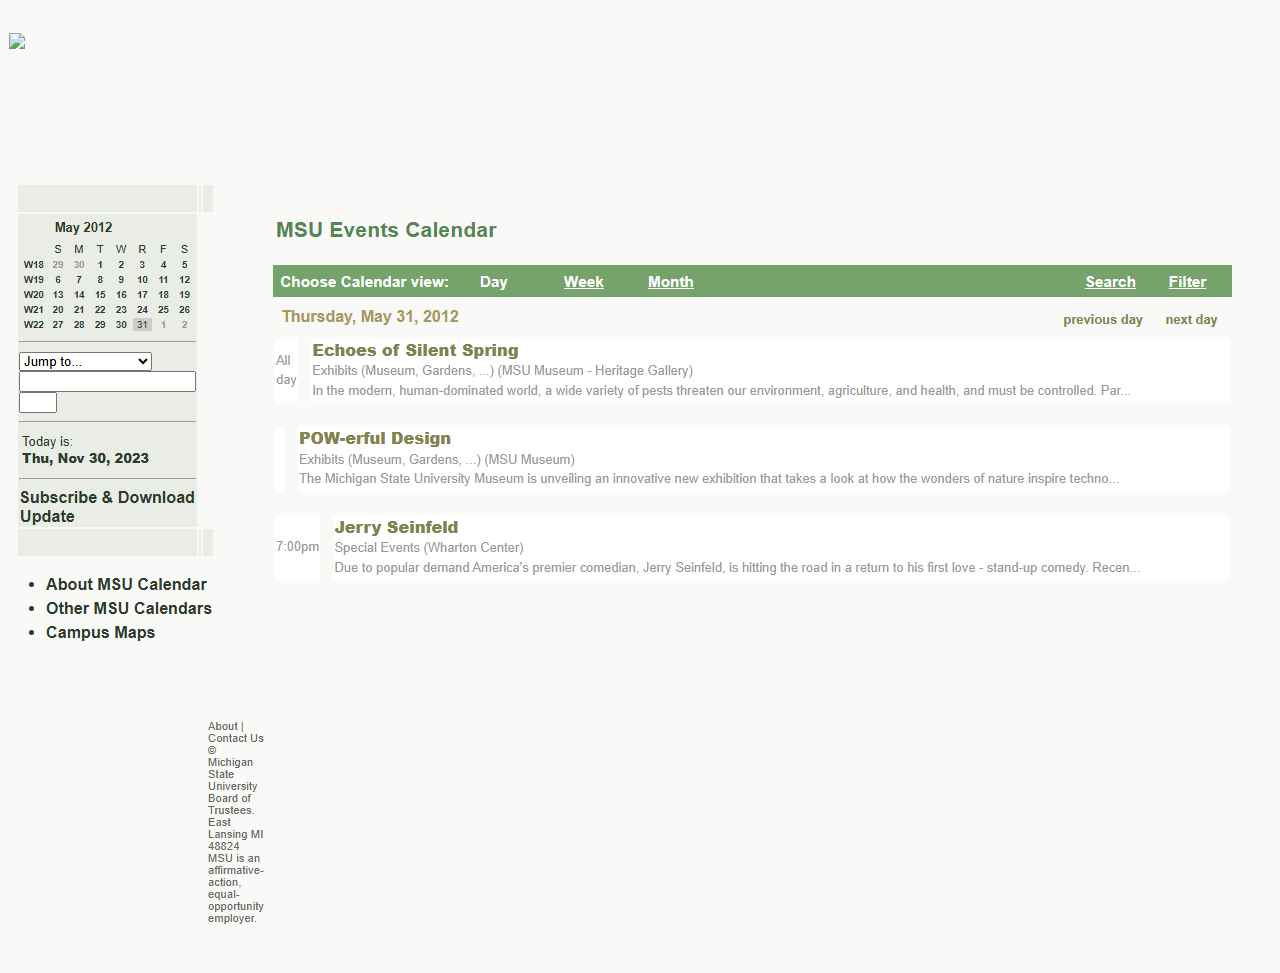 May 2012
S M T W R F S
W18 29 30 1 2 3 4 5
W19 6 7 8 9 10 11 12
W20 13 14 15 16 17 18 19
W21 20 21 22 23 24 25 26
W22 27 28 29 30 31 1 2
Jump to...
Today is:
Thu, Nov 30, 2023
Subscribe & Download
Update
About MSU Calendar
Other MSU Calendars
Campus Maps
MSU Events Calendar
Choose Calendar view: Day Week Month Search Filter
Thursday, May 31, 2012 previous day next day
All
day
Echoes of Silent Spring
Exhibits (Museum, Gardens, ...) (MSU Museum - Heritage Gallery)
In the modern, human-dominated world, a wide variety of pests threaten our environment, agriculture, and health, and must be controlled. Par...
POW-erful Design
Exhibits (Museum, Gardens, ...) (MSU Museum)
The Michigan State University Museum is unveiling an innovative new exhibition that takes a look at how the wonders of nature inspire techno...
7:00pm
Jerry Seinfeld
Special Events (Wharton Center)
Due to popular demand America's premier comedian, Jerry Seinfeld, is hitting the road in a return to his first love - stand-up comedy. Recen...
About |
Contact Us
©
Michigan
State
University
Board of
Trustees.
East
Lansing MI
48824
MSU is an
affirmative-
action,
equal-
opportunity
employer.